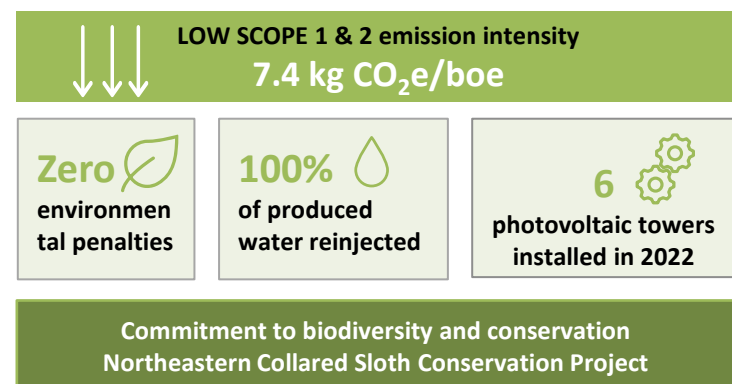 LOW SCOPE 1 & 2 emission intensity
7.4 kg CO₂e/boe
Zero
environmen
tal penalties
100%
of produced
water reinjected
6
photovoltaic towers
installed in 2022
Commitment to biodiversity and conservation
Northeastern Collared Sloth Conservation Project